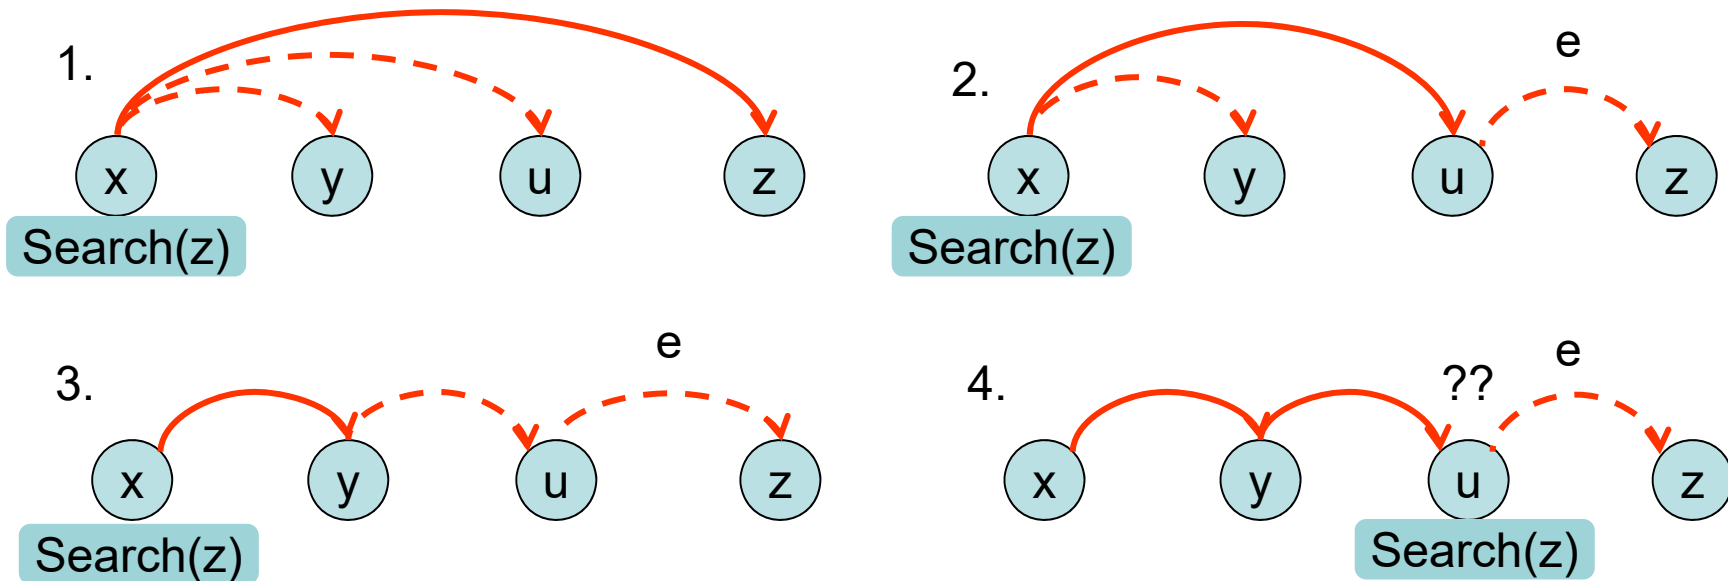 1.
x y u z
Search(z)
2.
e
x y u z
Search(z)
3.
e
x y u z
Search(z)
4.
?? e
x y u z
Search(z)